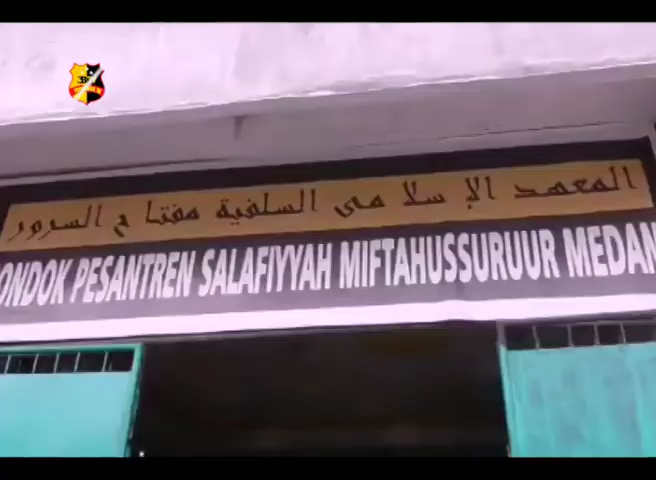 المعهد الإسلامى السلفية مفتاح السرور
ONDOK PESANTREN SALAFIYYAH MIFTAHUSSURUUR MEDAN